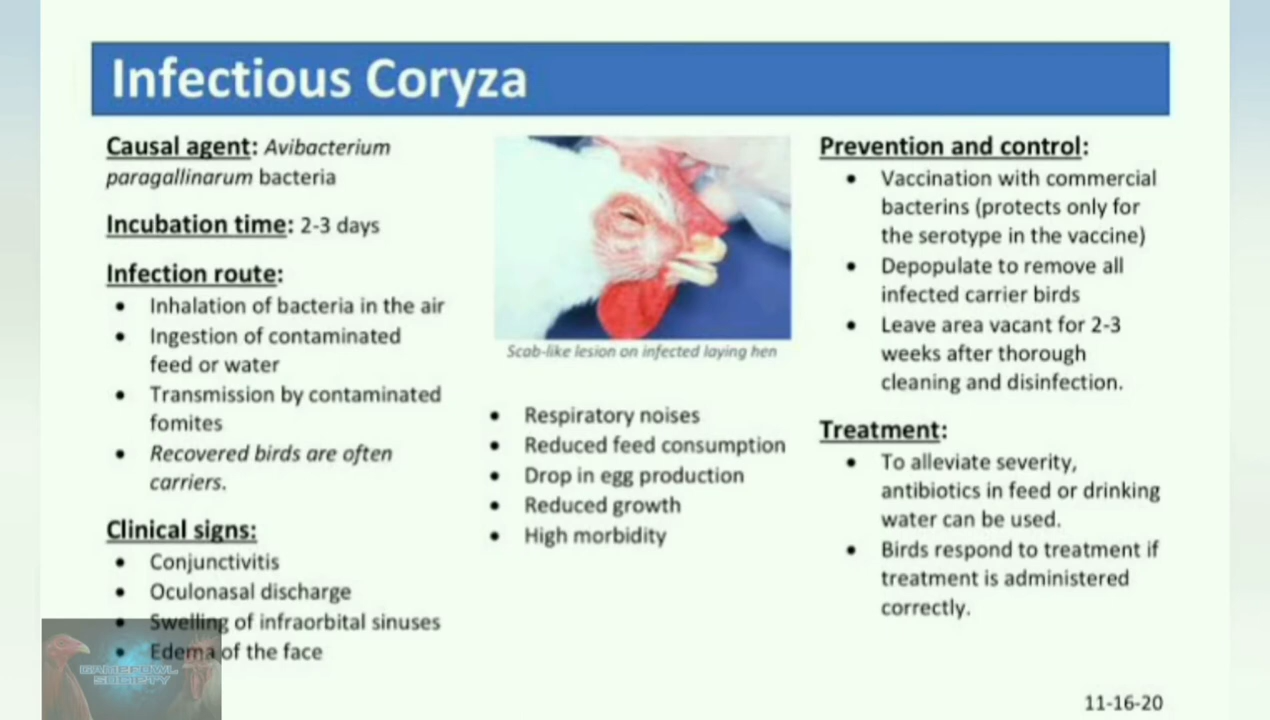 Infectious Coryza
Causal agent: Avibacterium
paragallinarum bacteria
Incubation time: 2-3 days
Infection route:
• Inhalation of bacteria in the air
• Ingestion of contaminated
feed or water
• Transmission by contaminated
fomites
• Recovered birds are often
carriers.
Clinical signs:
• Conjunctivitis
• Oculonasal discharge
• Swelling of infraorbital sinuses
• Edema of the face
Scab-like lesion on infected laying hen
• Respiratory noises
• Reduced feed consumption
• Drop in egg production
• Reduced growth
• High morbidity
Prevention and control:
• Vaccination with commercial
bacterins (protects only for
the serotype in the vaccine)
• Depopulate to remove all
infected carrier birds
• Leave area vacant for 2-3
weeks after thorough
cleaning and disinfection.
Treatment:
• To alleviate severity,
antibiotics in feed or drinking
water can be used.
• Birds respond to treatment if
treatment is administered
correctly.
GAMEFOWL
SOCIETY
11-16-20